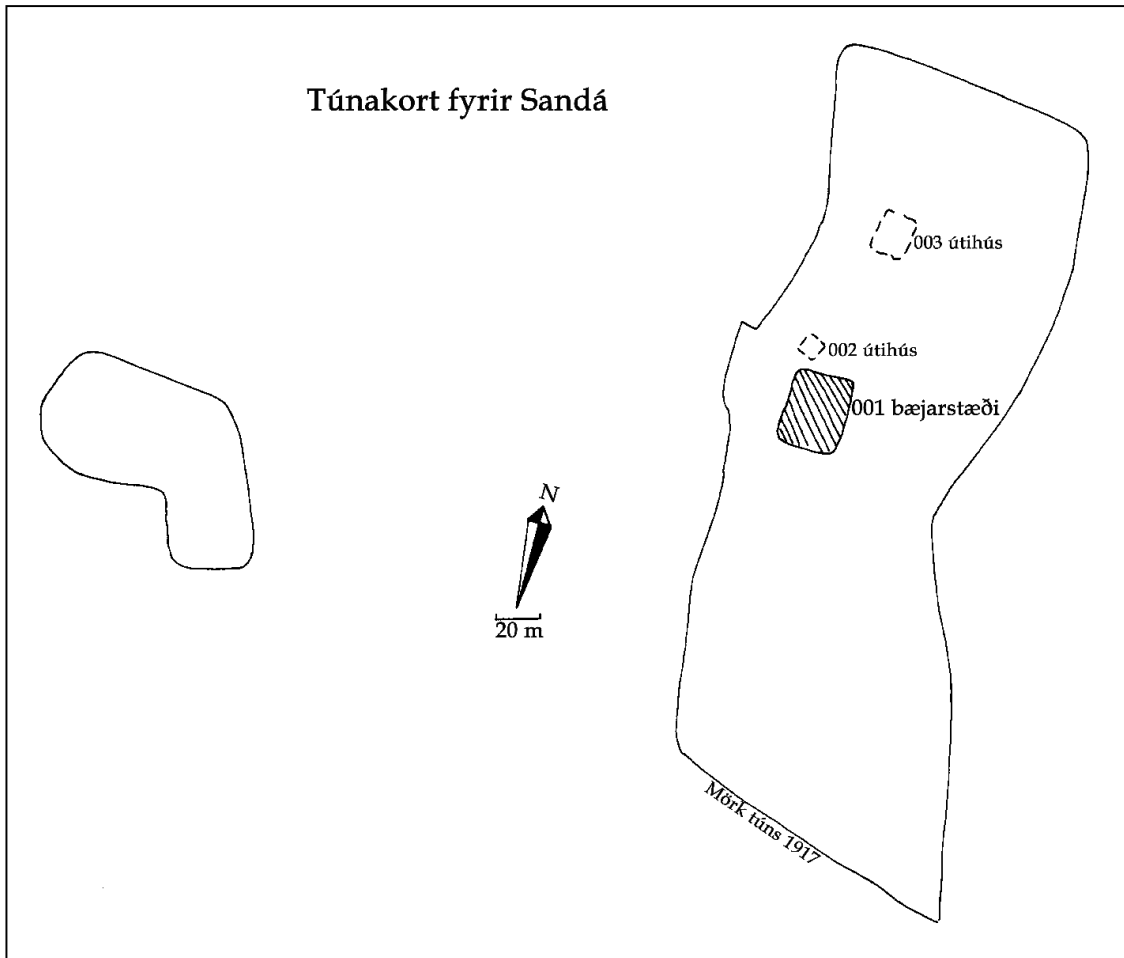 Túnakort fyrir Sandá
003 útihús
002 útihús
001 bæjarstæði
N
20 m
Mörk túns 1917